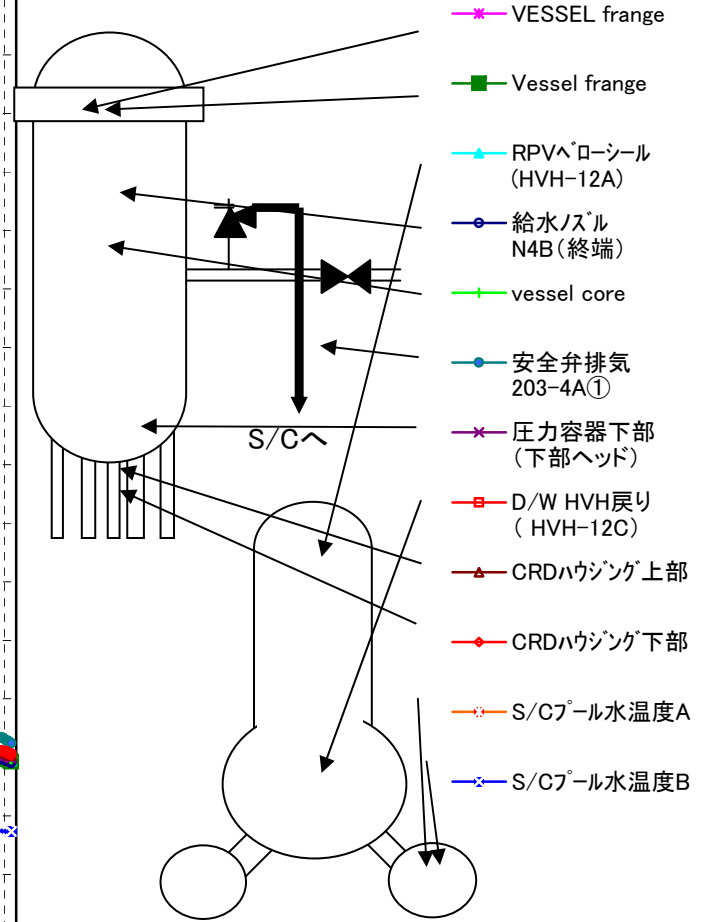 VESSEL frange
Vessel frange
RPVベローシール
(HVH-12A)
給水ノズル
N4B(終端)
vessel core
安全弁排気
203-4A①
圧力容器下部
(下部ヘッド)
D/W HVH戻り
( HVH-12C)
CRDハウジング上部
CRDハウジング下部
S/Cプール水温度A
S/Cプール水温度B
S/Cへ